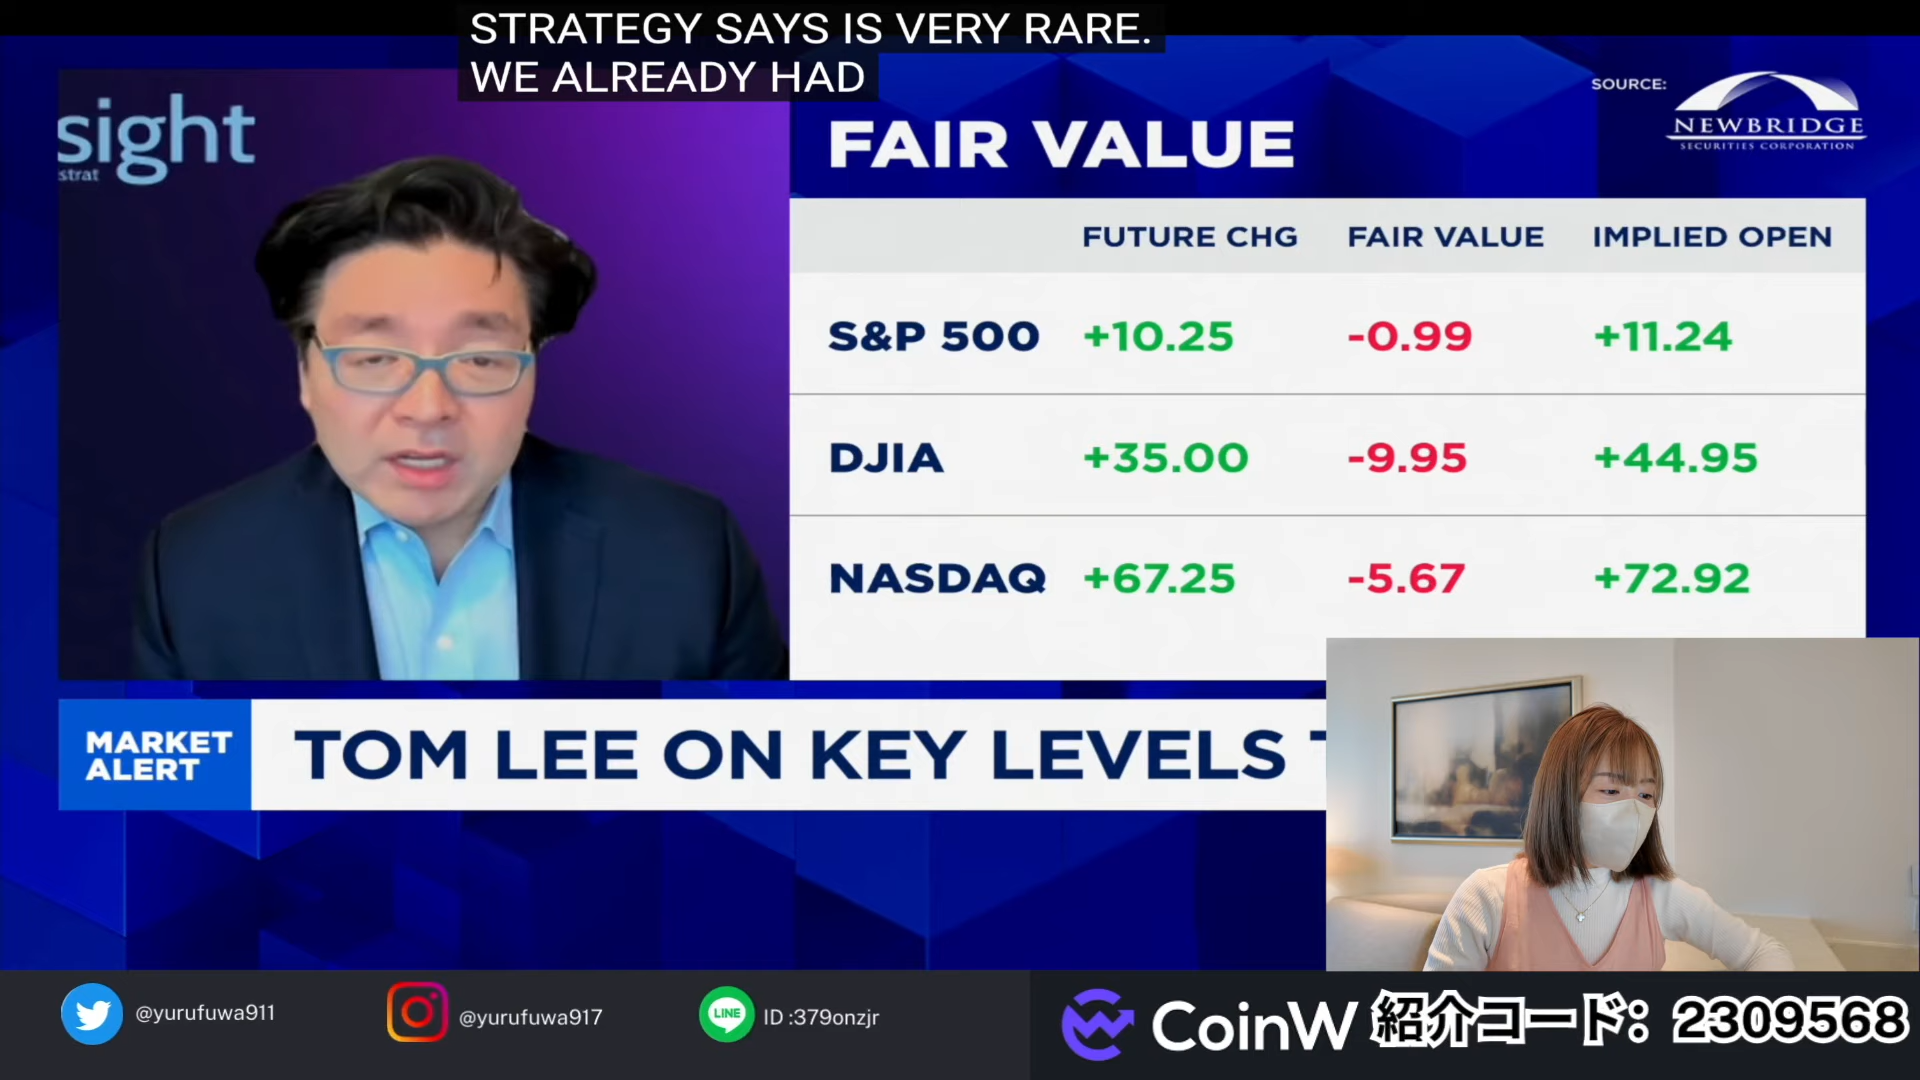 STRATEGY SAYS IS VERY RARE.
WE ALREADY HAD
sight
strat
FAIR VALUE
SOURCE:
NEWBRIDGE
SECURITIES CORPORATION
FUTURE CHG FAIR VALUE IMPLIED OPEN
S&P 500 +10.25 -0.99 +11.24
DJIA +35.00 -9.95 +44.95
NASDAQ +67.25 -5.67 +72.92
MARKET
ALERT
TOM LEE ON KEY LEVELS
@yurufuwa911
@yurufuwa917
LINE
ID :379onzjr
CoinW 紹介コード: 2309568